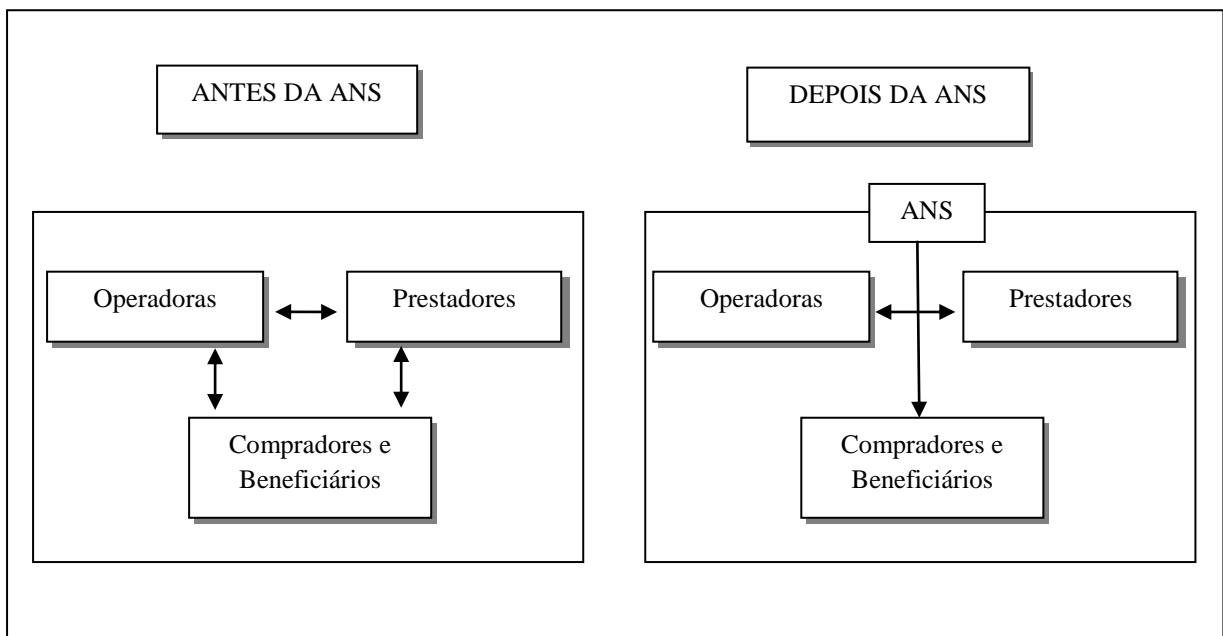 ANTES DA ANS
DEPOIS DA ANS
Operadoras
Prestadores
Compradores e
Beneficiários
ANS
Operadoras
Prestadores
Compradores e
Beneficiários